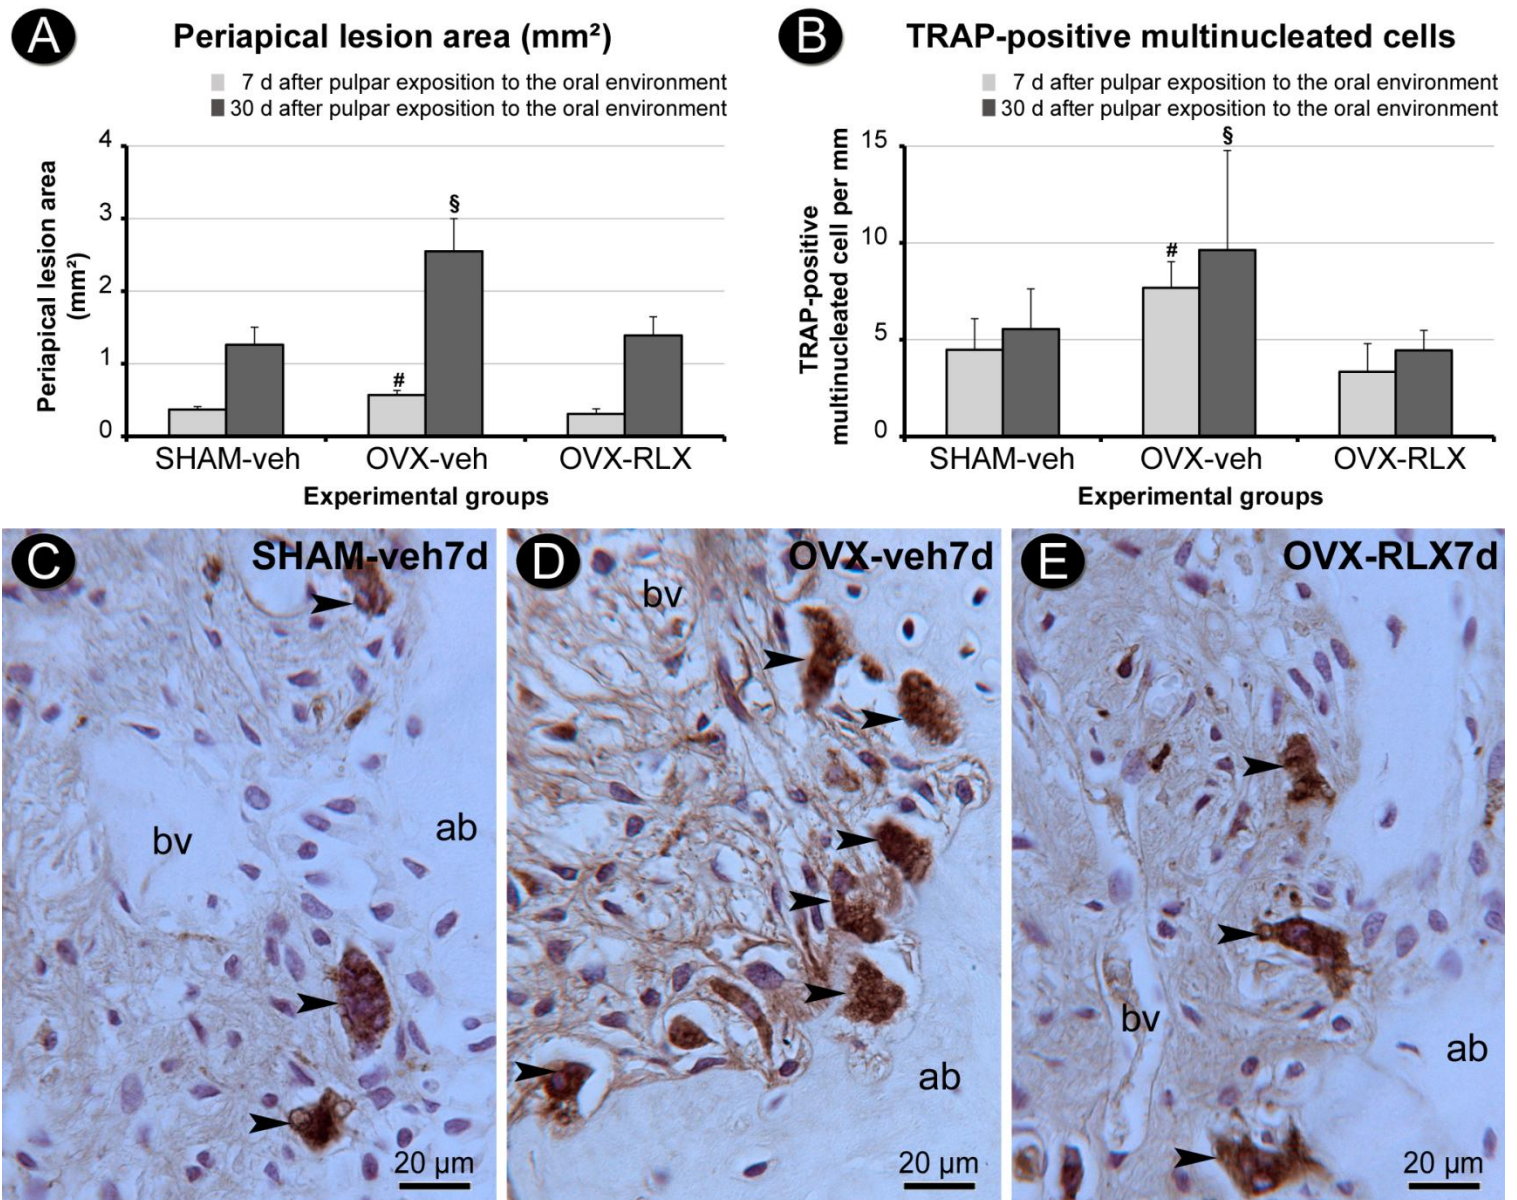 A
Periapical lesion area (mm²)
7 d after pulpar exposition to the oral environment
30 d after pulpar exposition to the oral environment
Periapical lesion area
(mm²)
4
3
2
1
0
§
#
SHAM-veh
OVX-veh
OVX-RLX
Experimental groups
B
TRAP-positive multinucleated cells
7 d after pulpar exposition to the oral environment
30 d after pulpar exposition to the oral environment
TRAP-positive
multinucleated cell per mm
15
10
5
0
§
#
SHAM-veh
OVX-veh
OVX-RLX
Experimental groups
C
SHAM-veh7d
bv
ab
20 µm
D
OVX-veh7d
bv
ab
20 µm
E
OVX-RLX7d
bv
ab
20 µm